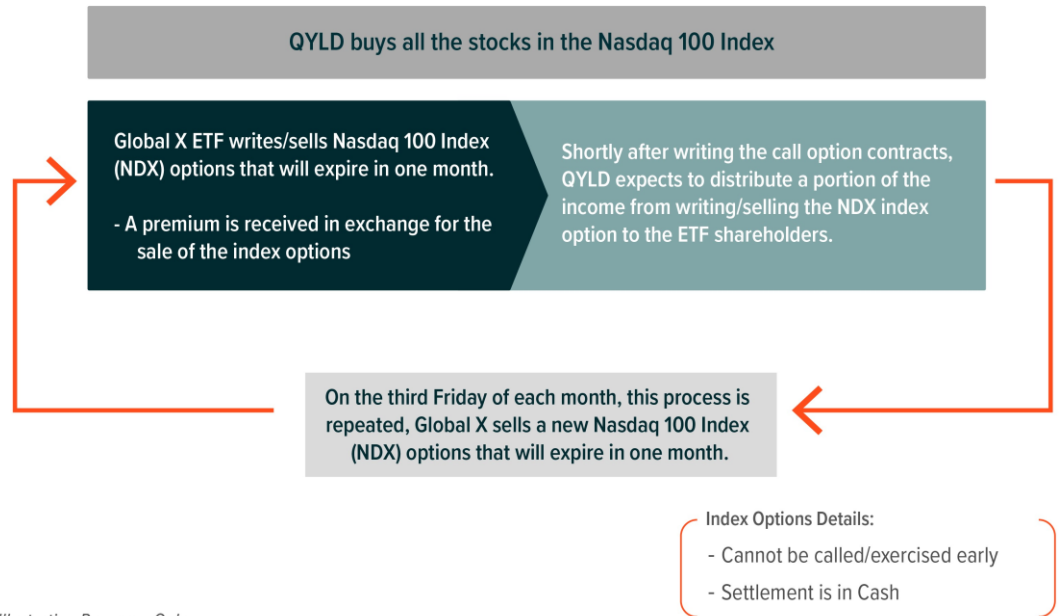 QYLD buys all the stocks in the Nasdaq 100 Index
Global X ETF writes/sells Nasdaq 100 Index
(NDX) options that will expire in one month.
- A premium is received in exchange for the
sale of the index options
Shortly after writing the call option contracts,
QYLD expects to distribute a portion of the
income from writing/selling the NDX index
option to the ETF shareholders.
On the third Friday of each month, this process is
repeated, Global X sells a new Nasdaq 100 Index
(NDX) options that will expire in one month.
Index Options Details:
- Cannot be called/exercised early
- Settlement is in Cash